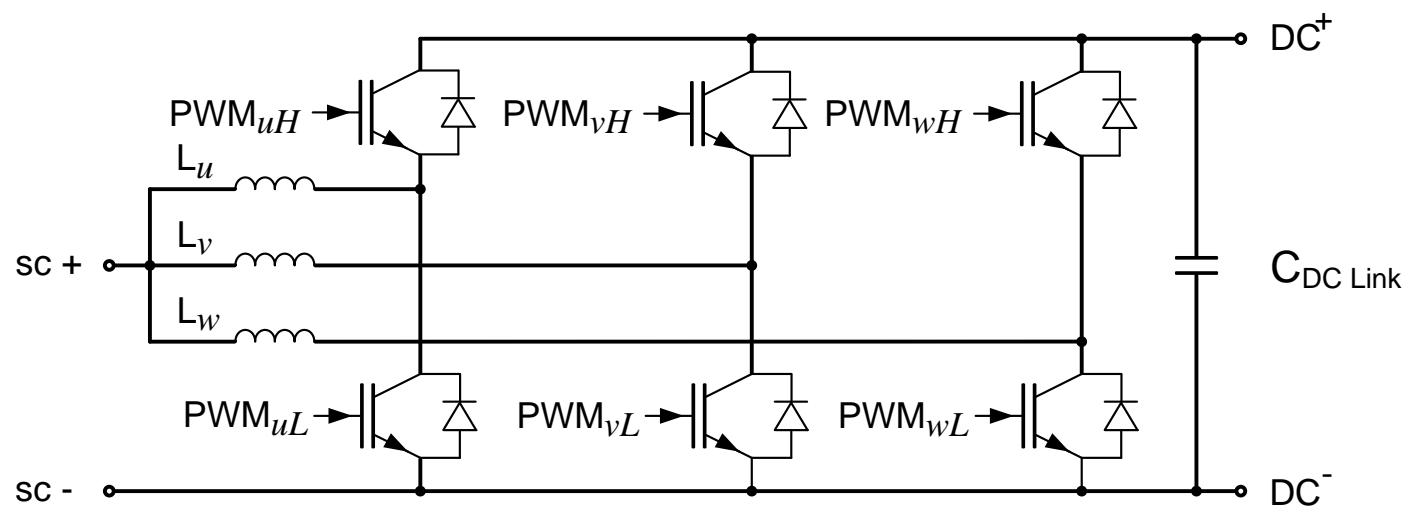 DC+
PWMuH
PWMvH
PWMwH
Lu
Lv
sc +
CDC Link
Lw
PWMuL
PWMvL
PWMwL
sc -
DC-